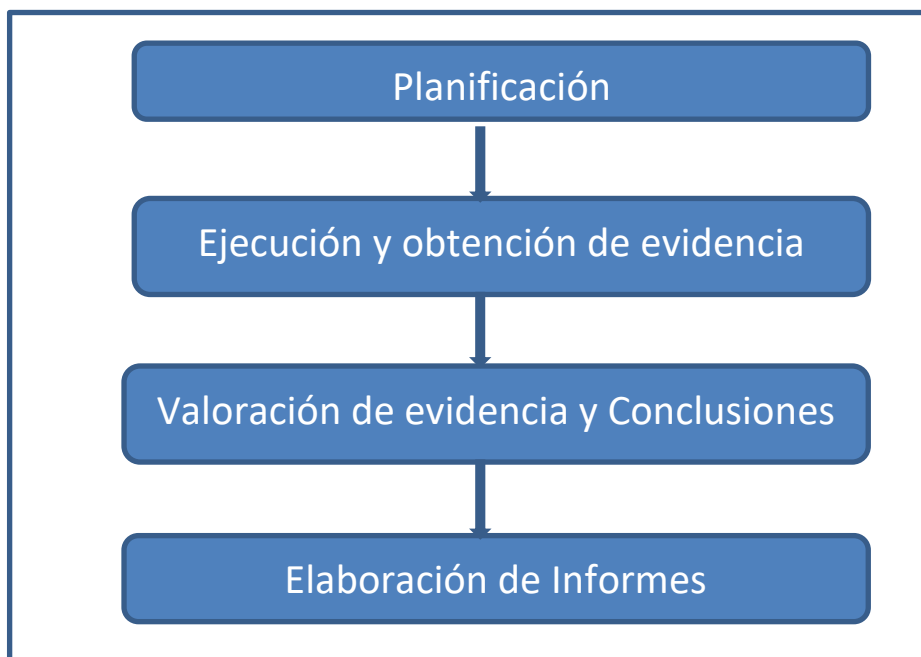 Planificación
Ejecución y obtención de evidencia
Valoración de evidencia y Conclusiones
Elaboración de Informes